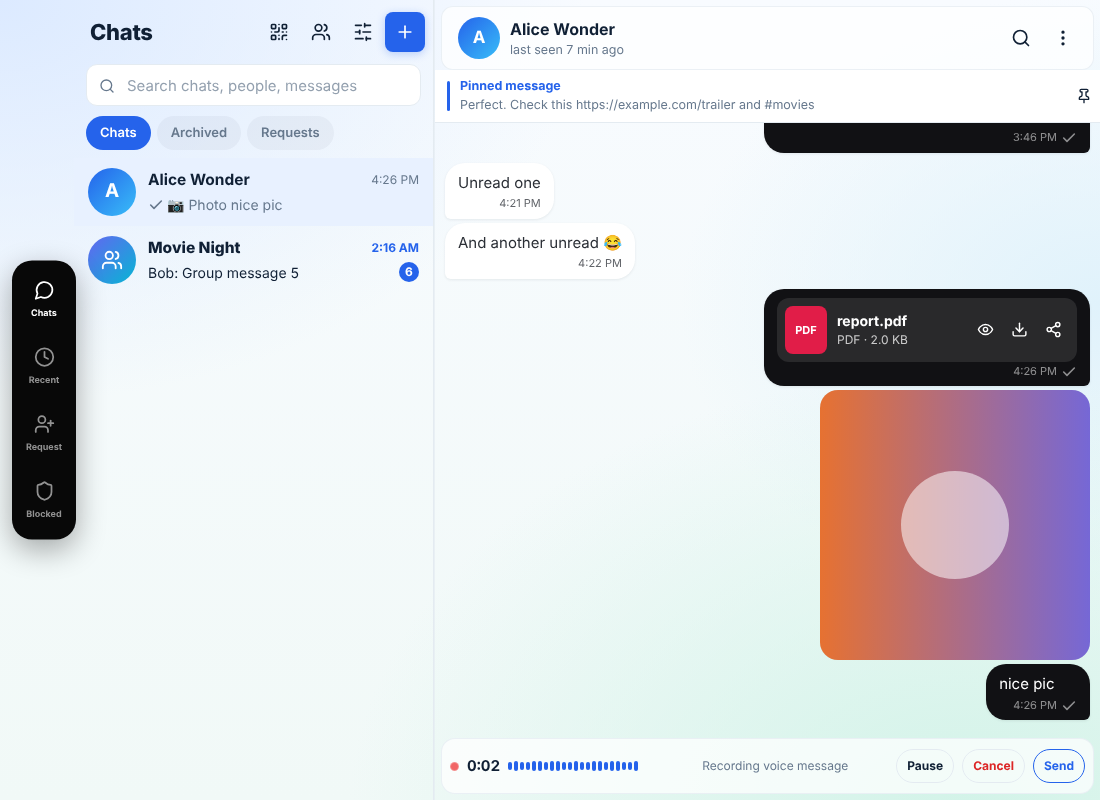 Chats
Search chats, people, messages
Chats
Archived
Requests
A
Alice Wonder
4:26 PM
📷 Photo nice pic
Movie Night
2:16 AM
Bob: Group message 5
6
Chats
Recent
Request
Blocked
A
Alice Wonder
last seen 7 min ago
Pinned message
Perfect. Check this https://example.com/trailer and #movies
3:46 PM
Unread one
4:21 PM
And another unread 😂
4:22 PM
PDF
report.pdf
PDF · 2.0 KB
4:26 PM
nice pic
4:26 PM
0:02
Recording voice message
Pause
Cancel
Send